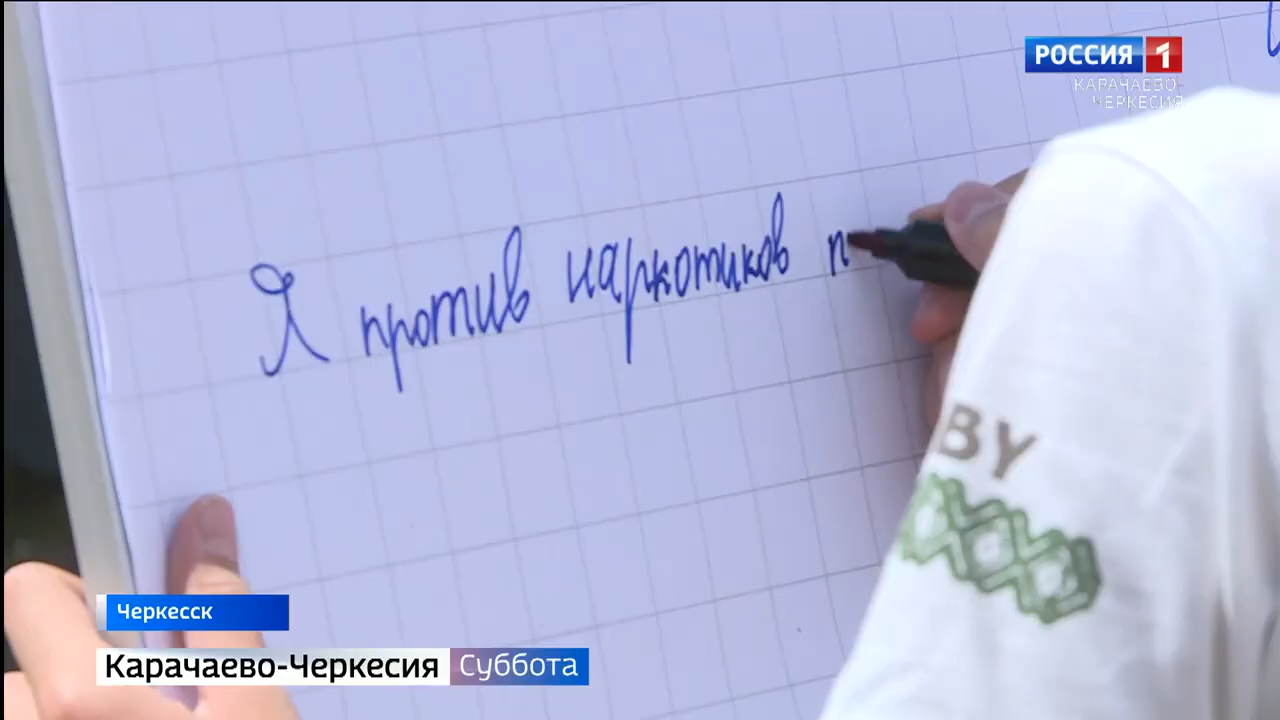 РОССИЯ 1
КАРАЧАЕВО-
ЧЕРКЕСИЯ
Я против наркотиков п
BY
Черкесск
Карачаево-Черкесия Суббота